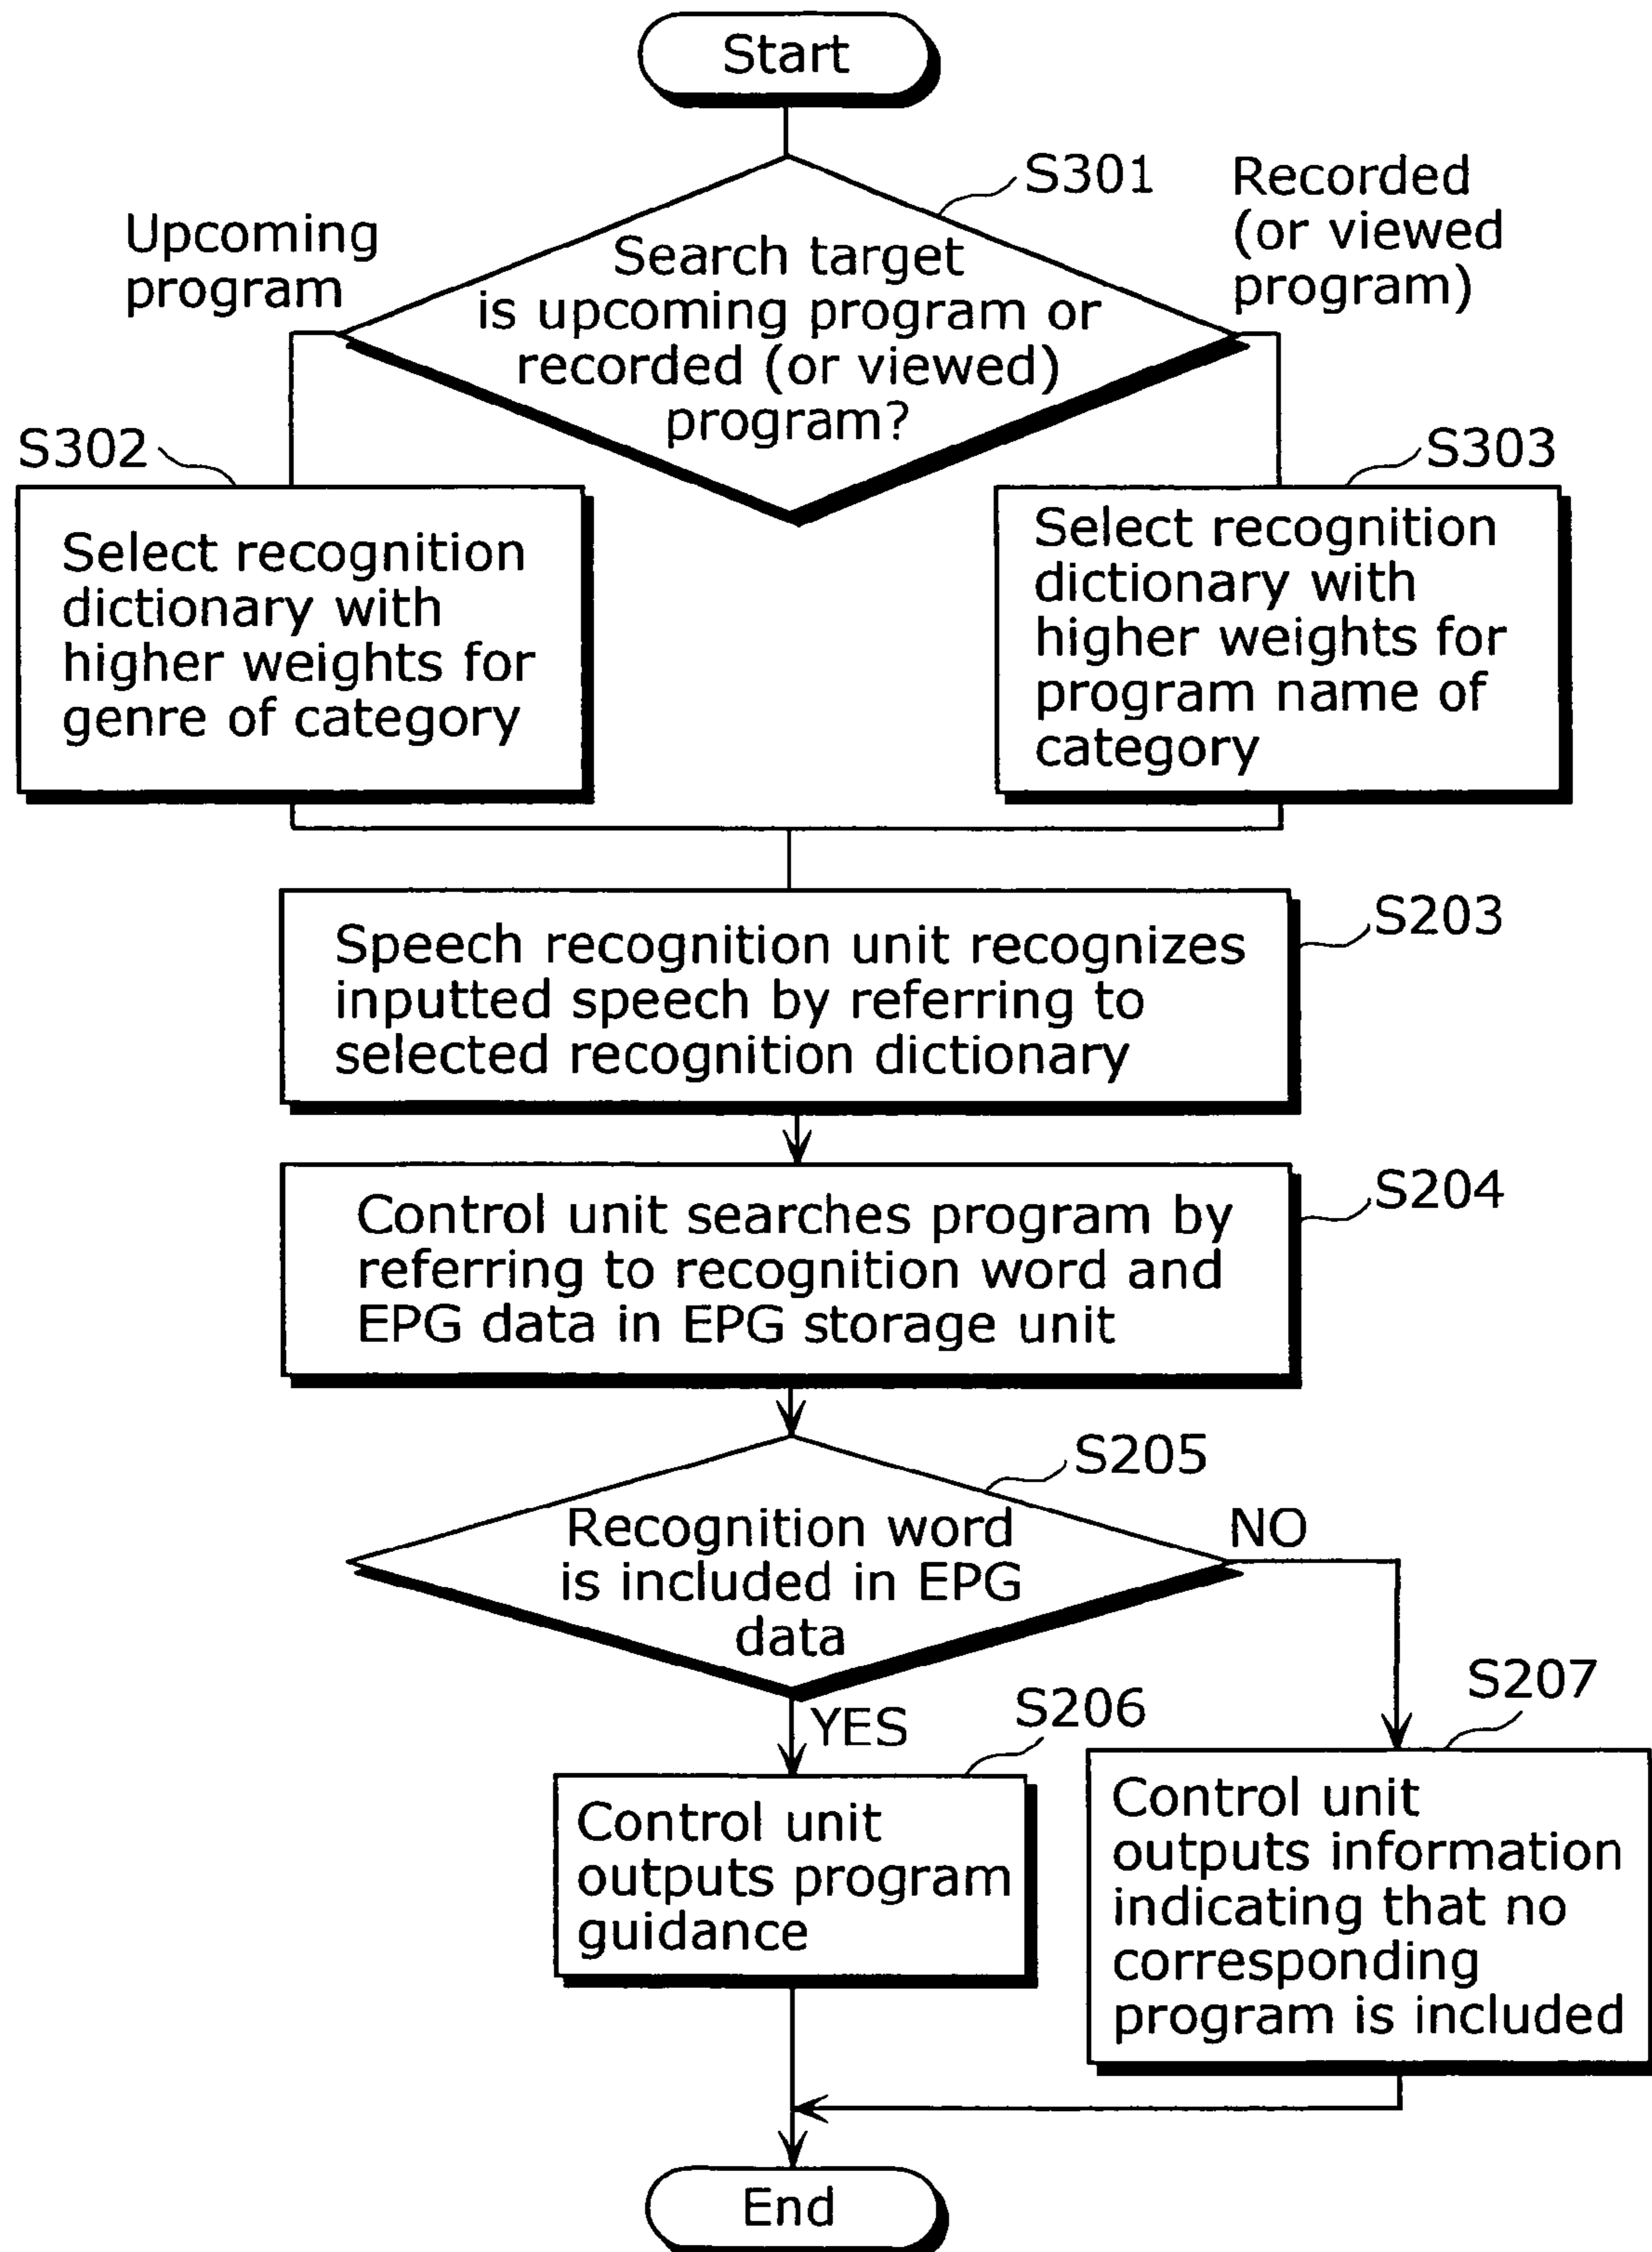 Start
S301
Upcoming
program
Recorded
(or viewed
program)
Search target
is upcoming program or
recorded (or viewed)
program?
S302
S303
Select recognition
dictionary with
higher weights for
genre of category
Select recognition
dictionary with
higher weights for
program name of
category
S203
Speech recognition unit recognizes
inputted speech by referring to
selected recognition dictionary
S204
Control unit searches program by
referring to recognition word and
EPG data in EPG storage unit
S205
Recognition word
is included in EPG
data
NO
YES
S206
S207
Control unit
outputs program
guidance
Control unit
outputs information
indicating that no
corresponding
program is included
End